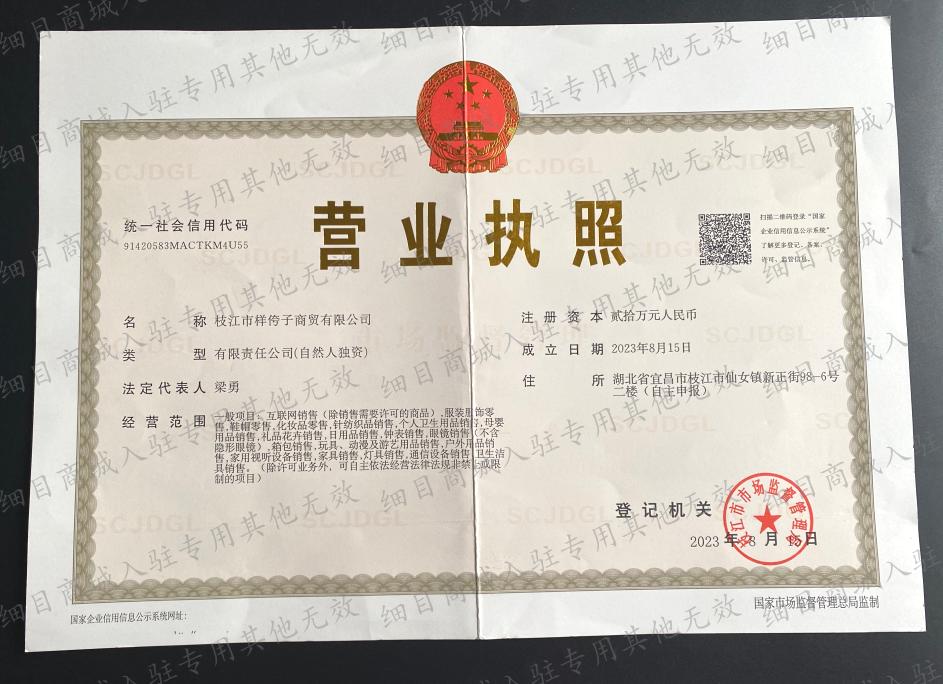 营业执照
统一社会信用代码
91420583MACTKM4U55
扫描二维码登录“国家
企业信用信息公示系统”
了解更多登记、备案、
许可、监管信息。
名 称 枝江市样侉子商贸有限公司
类 型 有限责任公司(自然人独资)
法定代表人 梁勇
经营范围 一般项目：互联网销售（除销售需要许可的商品）,服装服饰零
售,鞋帽零售,化妆品零售,针纺织品销售,个人卫生用品销售,母婴
用品销售,礼品花卉销售,日用品销售,钟表销售,眼镜销售（不含
隐形眼镜）,箱包销售,玩具、动漫及游艺用品销售,户外用品销
售,家用视听设备销售,家具销售,灯具销售,通信设备销售,卫生洁
具销售。（除许可业务外，可自主依法经营法律法规非禁止或限
制的项目）
注册资本 贰拾万元人民币
成立日期 2023年8月15日
住 所 湖北省宜昌市枝江市仙女镇新正街98-6号
二楼（自主申报）
登记机关
枝江市市场监督管理局
2023 年 8 月 15 日
国家企业信用信息公示系统网址：
国家市场监督管理总局监制
细目商城入驻专用其他无效
SCJDGL